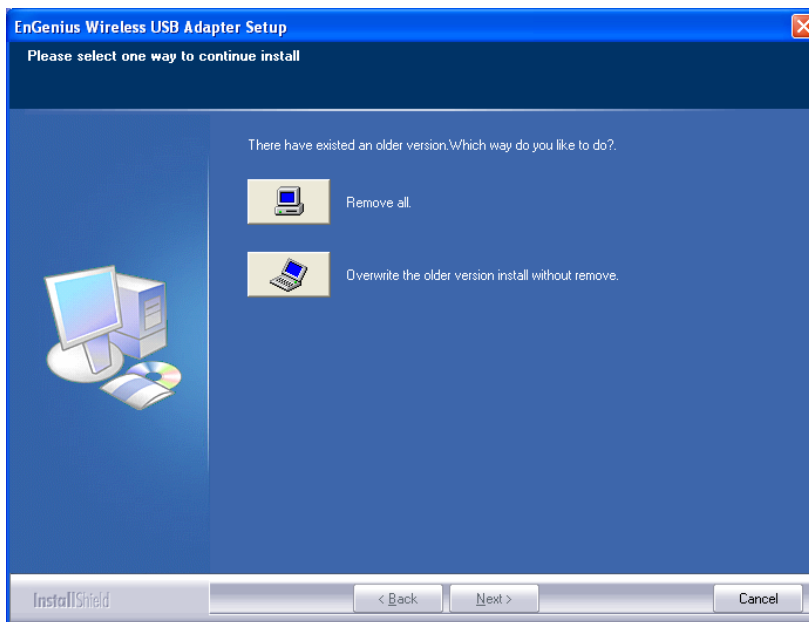 EnGenius Wireless USB Adapter Setup
Please select one way to continue install
There have existed an older version.Which way do you like to do?.
Remove all.
Overwrite the older version install without remove.
InstallShield
< Back
Next >
Cancel